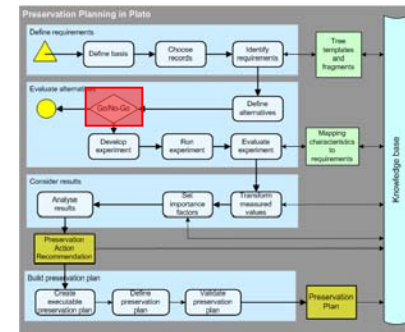 Preservation Planning in Plato
Define requirements
Define basis
Choose
records
Identify
requirements
Tree
templates
and
fragments
Evaluate alternatives
Go/No-Go
Define
alternatives
Develop
experiment
Run
experiment
Evaluate
experiment
Mapping
characteristics
to
requirements
Knowledge base
Consider results
Analyse
results
Set
importance
factors
Transform
measured
values
Preservation
Action
Recommendation
Build preservation plan
Create
executable
preservation plan
Define
preservation
plan
Validate
preservation
plan
Preservation
Plan